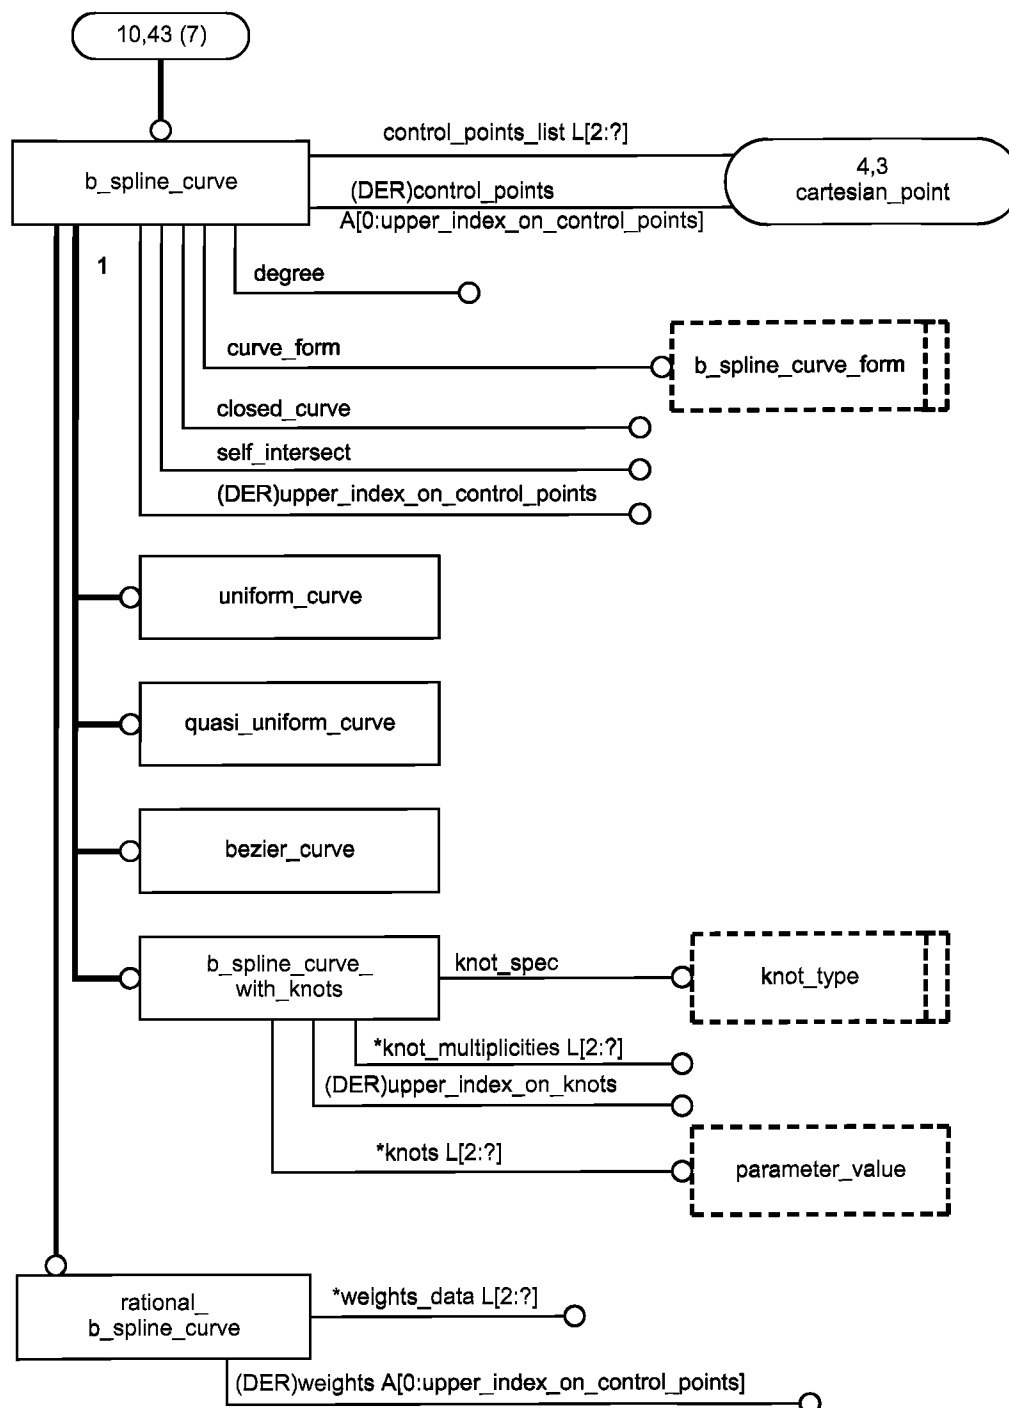 10,43 (7)
control_points_list L[2:?]
b_spline_curve
4,3
cartesian_point
(DER)control_points
A[0:upper_index_on_control_points]
1
degree
curve_form
b_spline_curve_form
closed_curve
self_intersect
(DER)upper_index_on_control_points
uniform_curve
quasi_uniform_curve
bezier_curve
b_spline_curve_
with_knots
knot_spec
knot_type
*knot_multiplicities L[2:?]
(DER)upper_index_on_knots
*knots L[2:?]
parameter_value
rational_
b_spline_curve
*weights_data L[2:?]
(DER)weights A[0:upper_index_on_control_points]